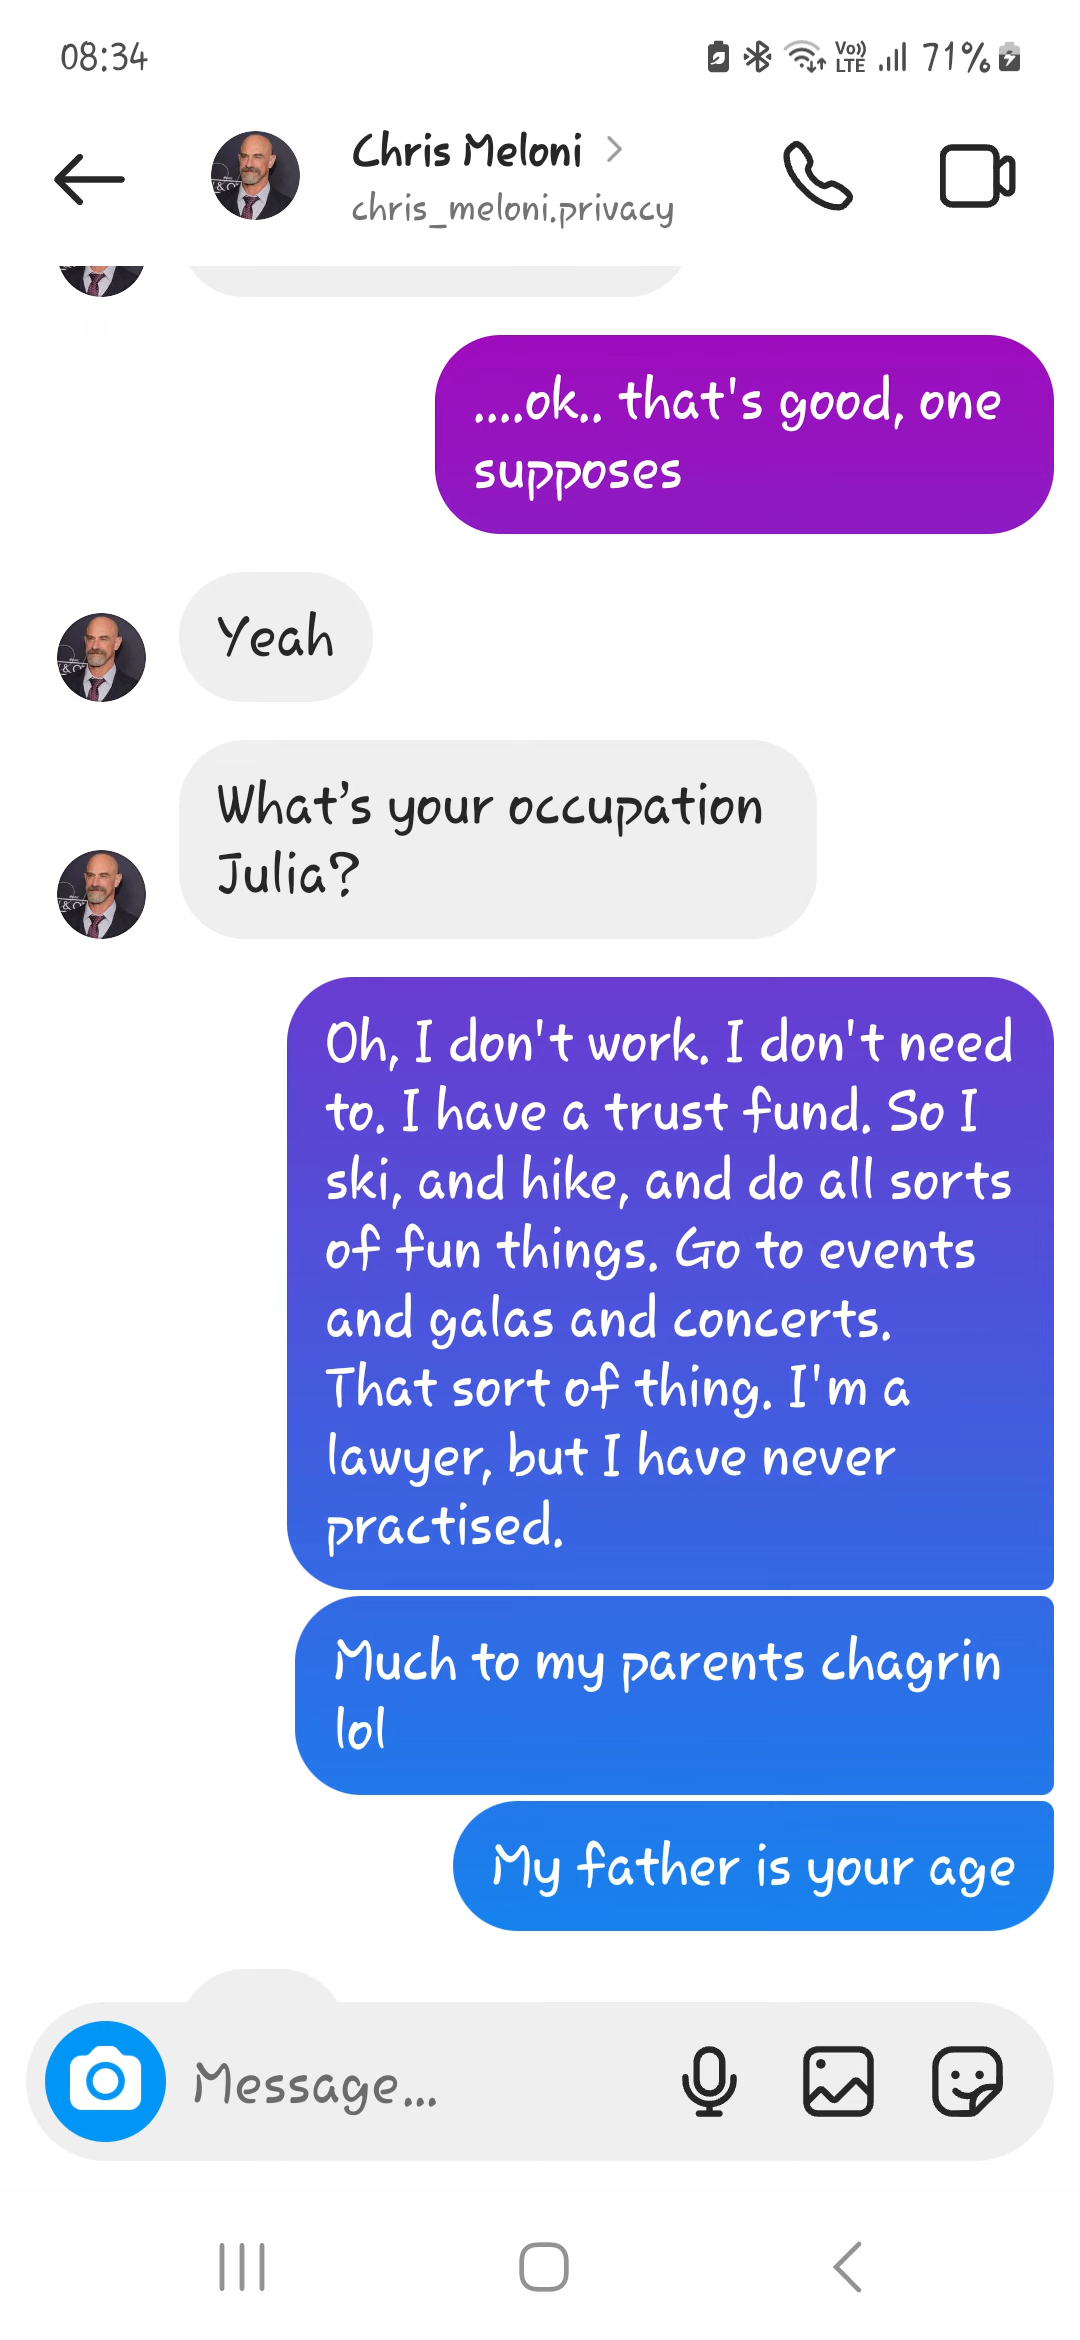 08:34
Vo))
LTE
71%
Chris Meloni
chris_meloni.privacy
....ok.. that's good, one
supposes
Yeah
What’s your occupation
Julia?
Oh, I don't work. I don't need
to. I have a trust fund. So I
ski, and hike, and do all sorts
of fun things. Go to events
and galas and concerts.
That sort of thing. I'm a
lawyer, but I have never
practised.
Much to my parents chagrin
lol
My father is your age
Message...